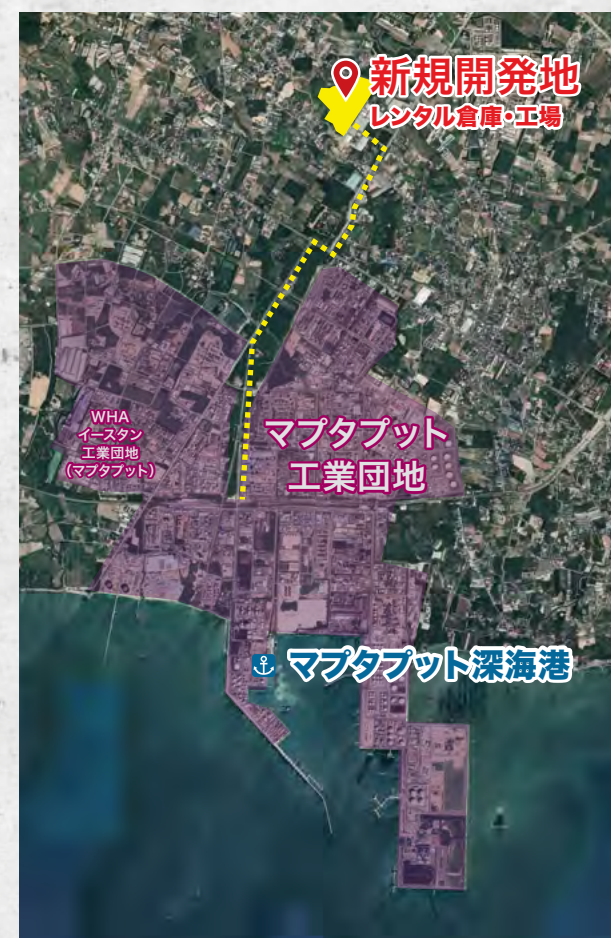 新規開発地
レンタル倉庫・工場
WHA
イースタン
工業団地
(マプタプット)
マプタプット
工業団地
マプタプット深海港